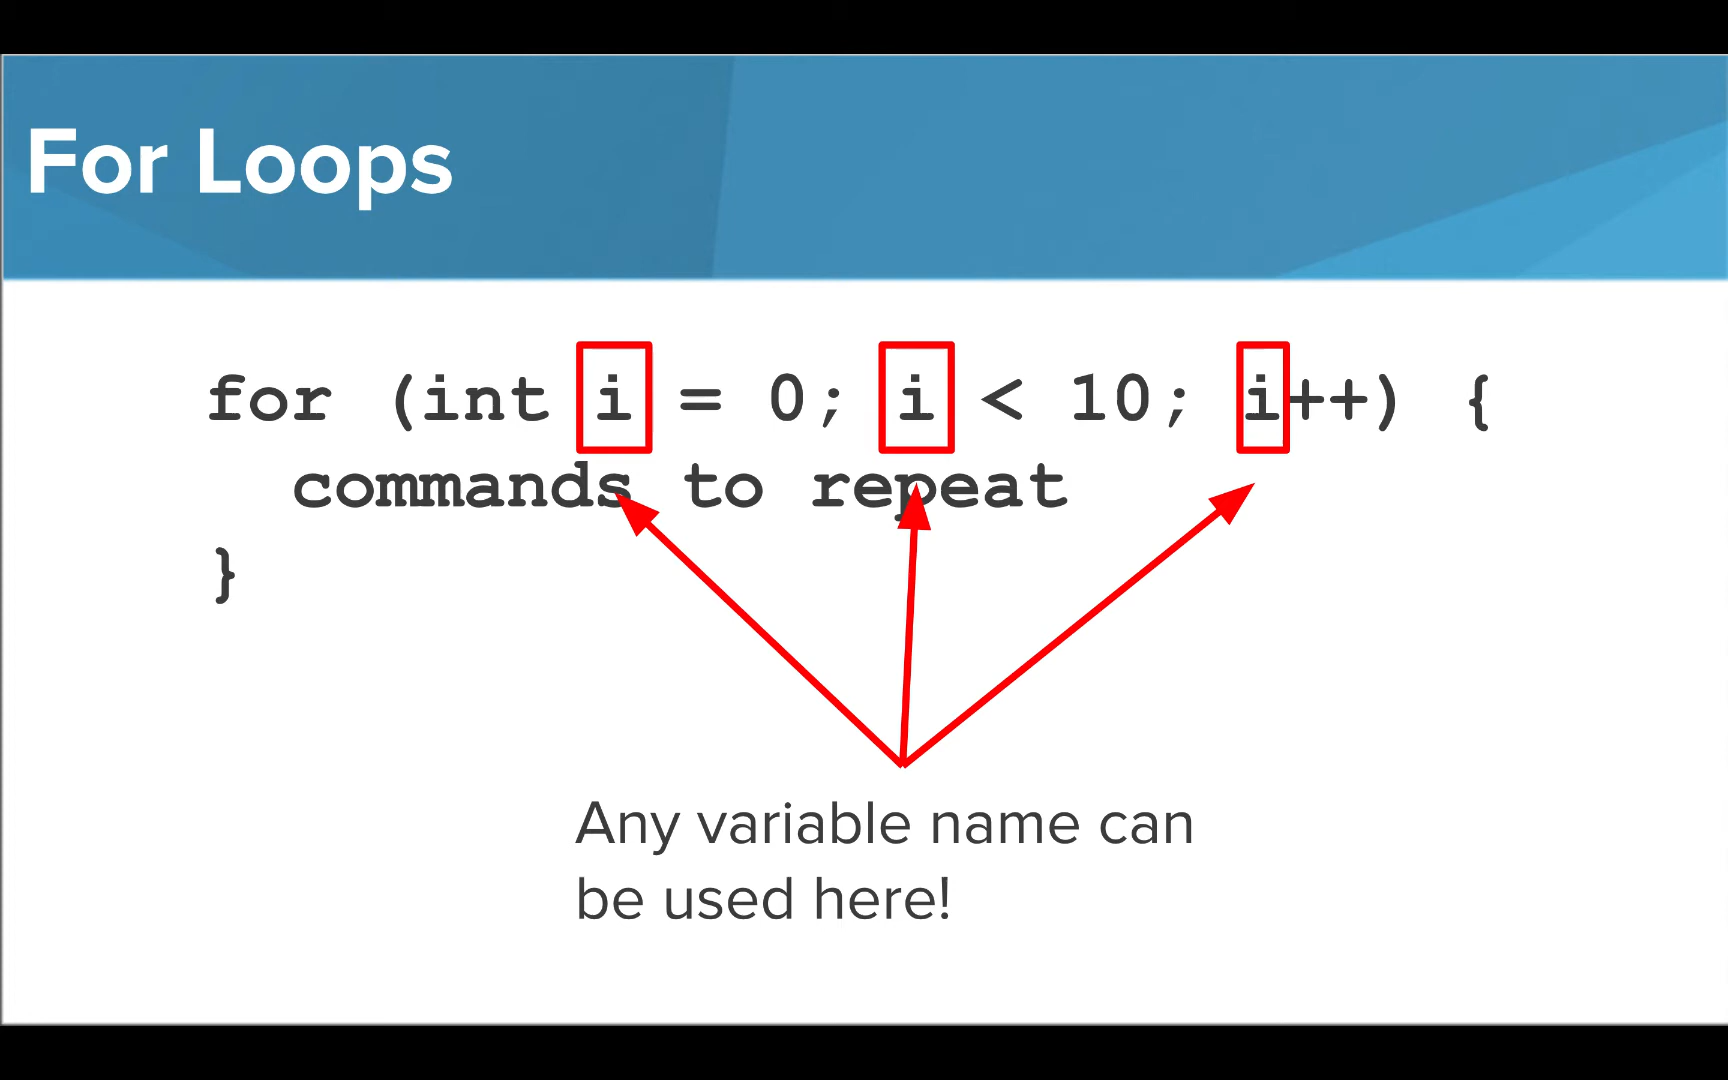 For Loops
for (int i = 0; i < 10; i++) {
commands to repeat
}
Any variable name can
be used here!